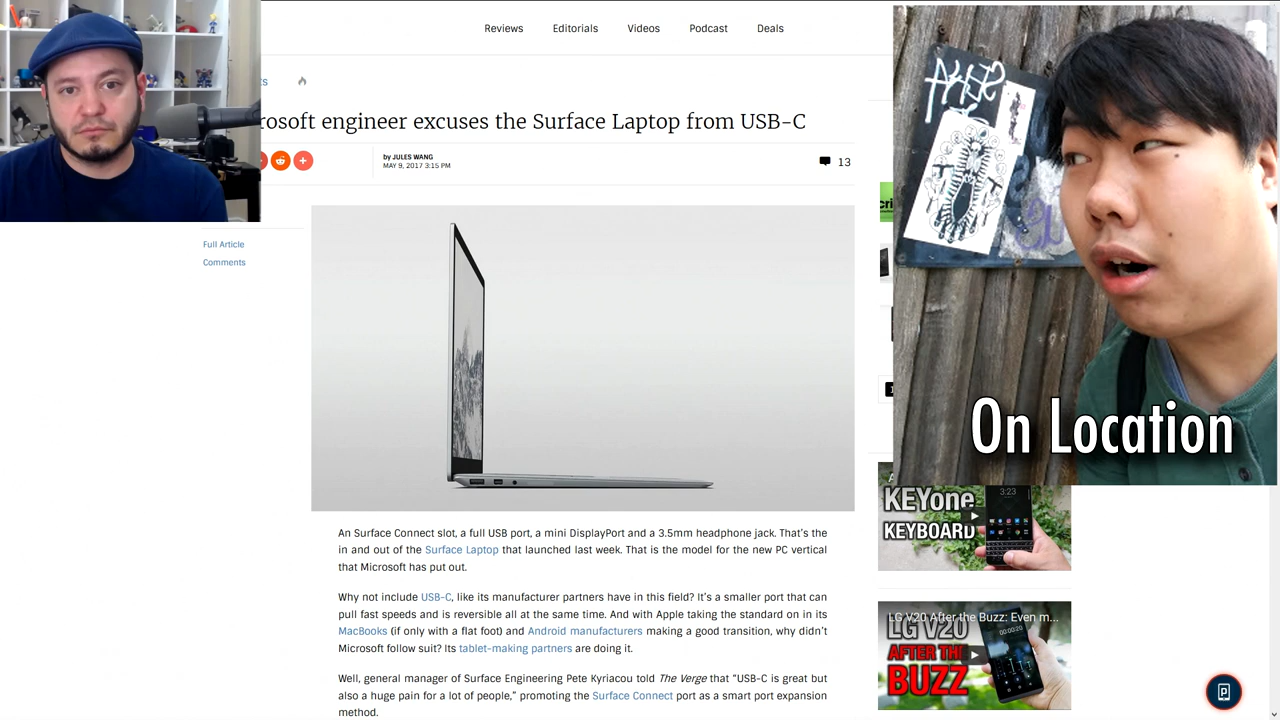 Reviews
Editorials
Videos
Podcast
Deals
rosoft engineer excuses the Surface Laptop from USB-C
by JULES WANG
MAY 9, 2017 3:15 PM
13
Full Article
Comments
On Location
An Surface Connect slot, a full USB port, a mini DisplayPort and a 3.5mm headphone jack. That's the
in and out of the Surface Laptop that launched last week. That is the model for the new PC vertical
that Microsoft has put out.
Why not include USB-C, like its manufacturer partners have in this field? It's a smaller port that can
pull fast speeds and is reversible all at the same time. And with Apple taking the standard on in its
MacBooks (if only with a flat foot) and Android manufacturers making a good transition, why didn't
Microsoft follow suit? Its tablet-making partners are doing it.
Well, general manager of Surface Engineering Pete Kyriacou told The Verge that "USB-C is great but
also a huge pain for a lot of people," promoting the Surface Connect port as a smart port expansion
method.
3:23
KEYone
KEYBOARD
LG V20 After the Buzz: Even m...
LG V20
AFTER TH
BUZZ
00:00:20